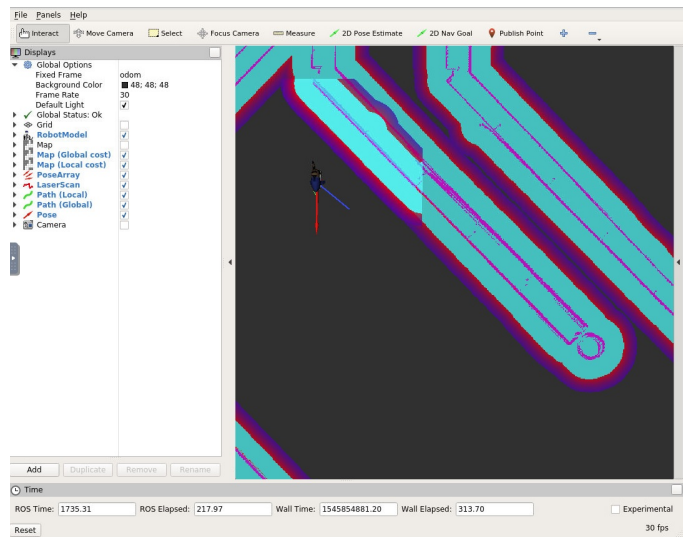 File Panels Help
Interact Move Camera Select Focus Camera Measure 2D Pose Estimate 2D Nav Goal Publish Point
Displays
Global Options
Fixed Frame odom
Background Color 48; 48; 48
Frame Rate 30
Default Light
Global Status: Ok
Grid
RobotModel
Map
Map (Global cost)
Map (Local cost)
PoseArray
LaserScan
Path (Local)
Path (Global)
Pose
Camera
Add Duplicate Remove Rename
Time
ROS Time: 1735.31 ROS Elapsed: 217.97 Wall Time: 1545854881.20 Wall Elapsed: 313.70 Experimental
Reset 30 fps